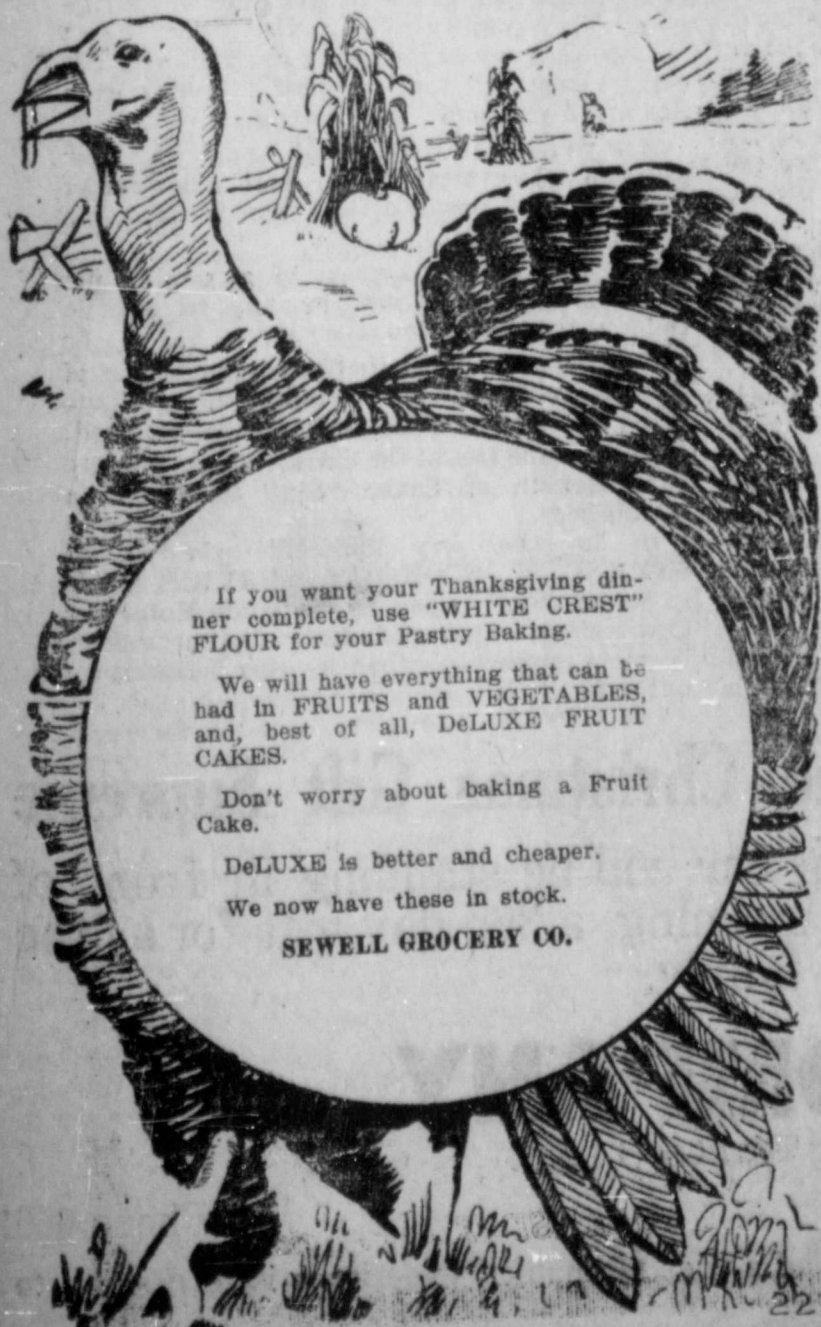 If you want your Thanksgiving din-
ner complete, use "WHITE CREST"
FLOUR for your Pastry Baking.
We will have everything that can be
had in FRUITS and VEGETABLES,
and, best of all, DeLUXE FRUIT
CAKES.
Don't worry about baking a Fruit
Cake.
DeLUXE is better and cheaper.
We now have these in stock.
SEWELL GROCERY CO.
22